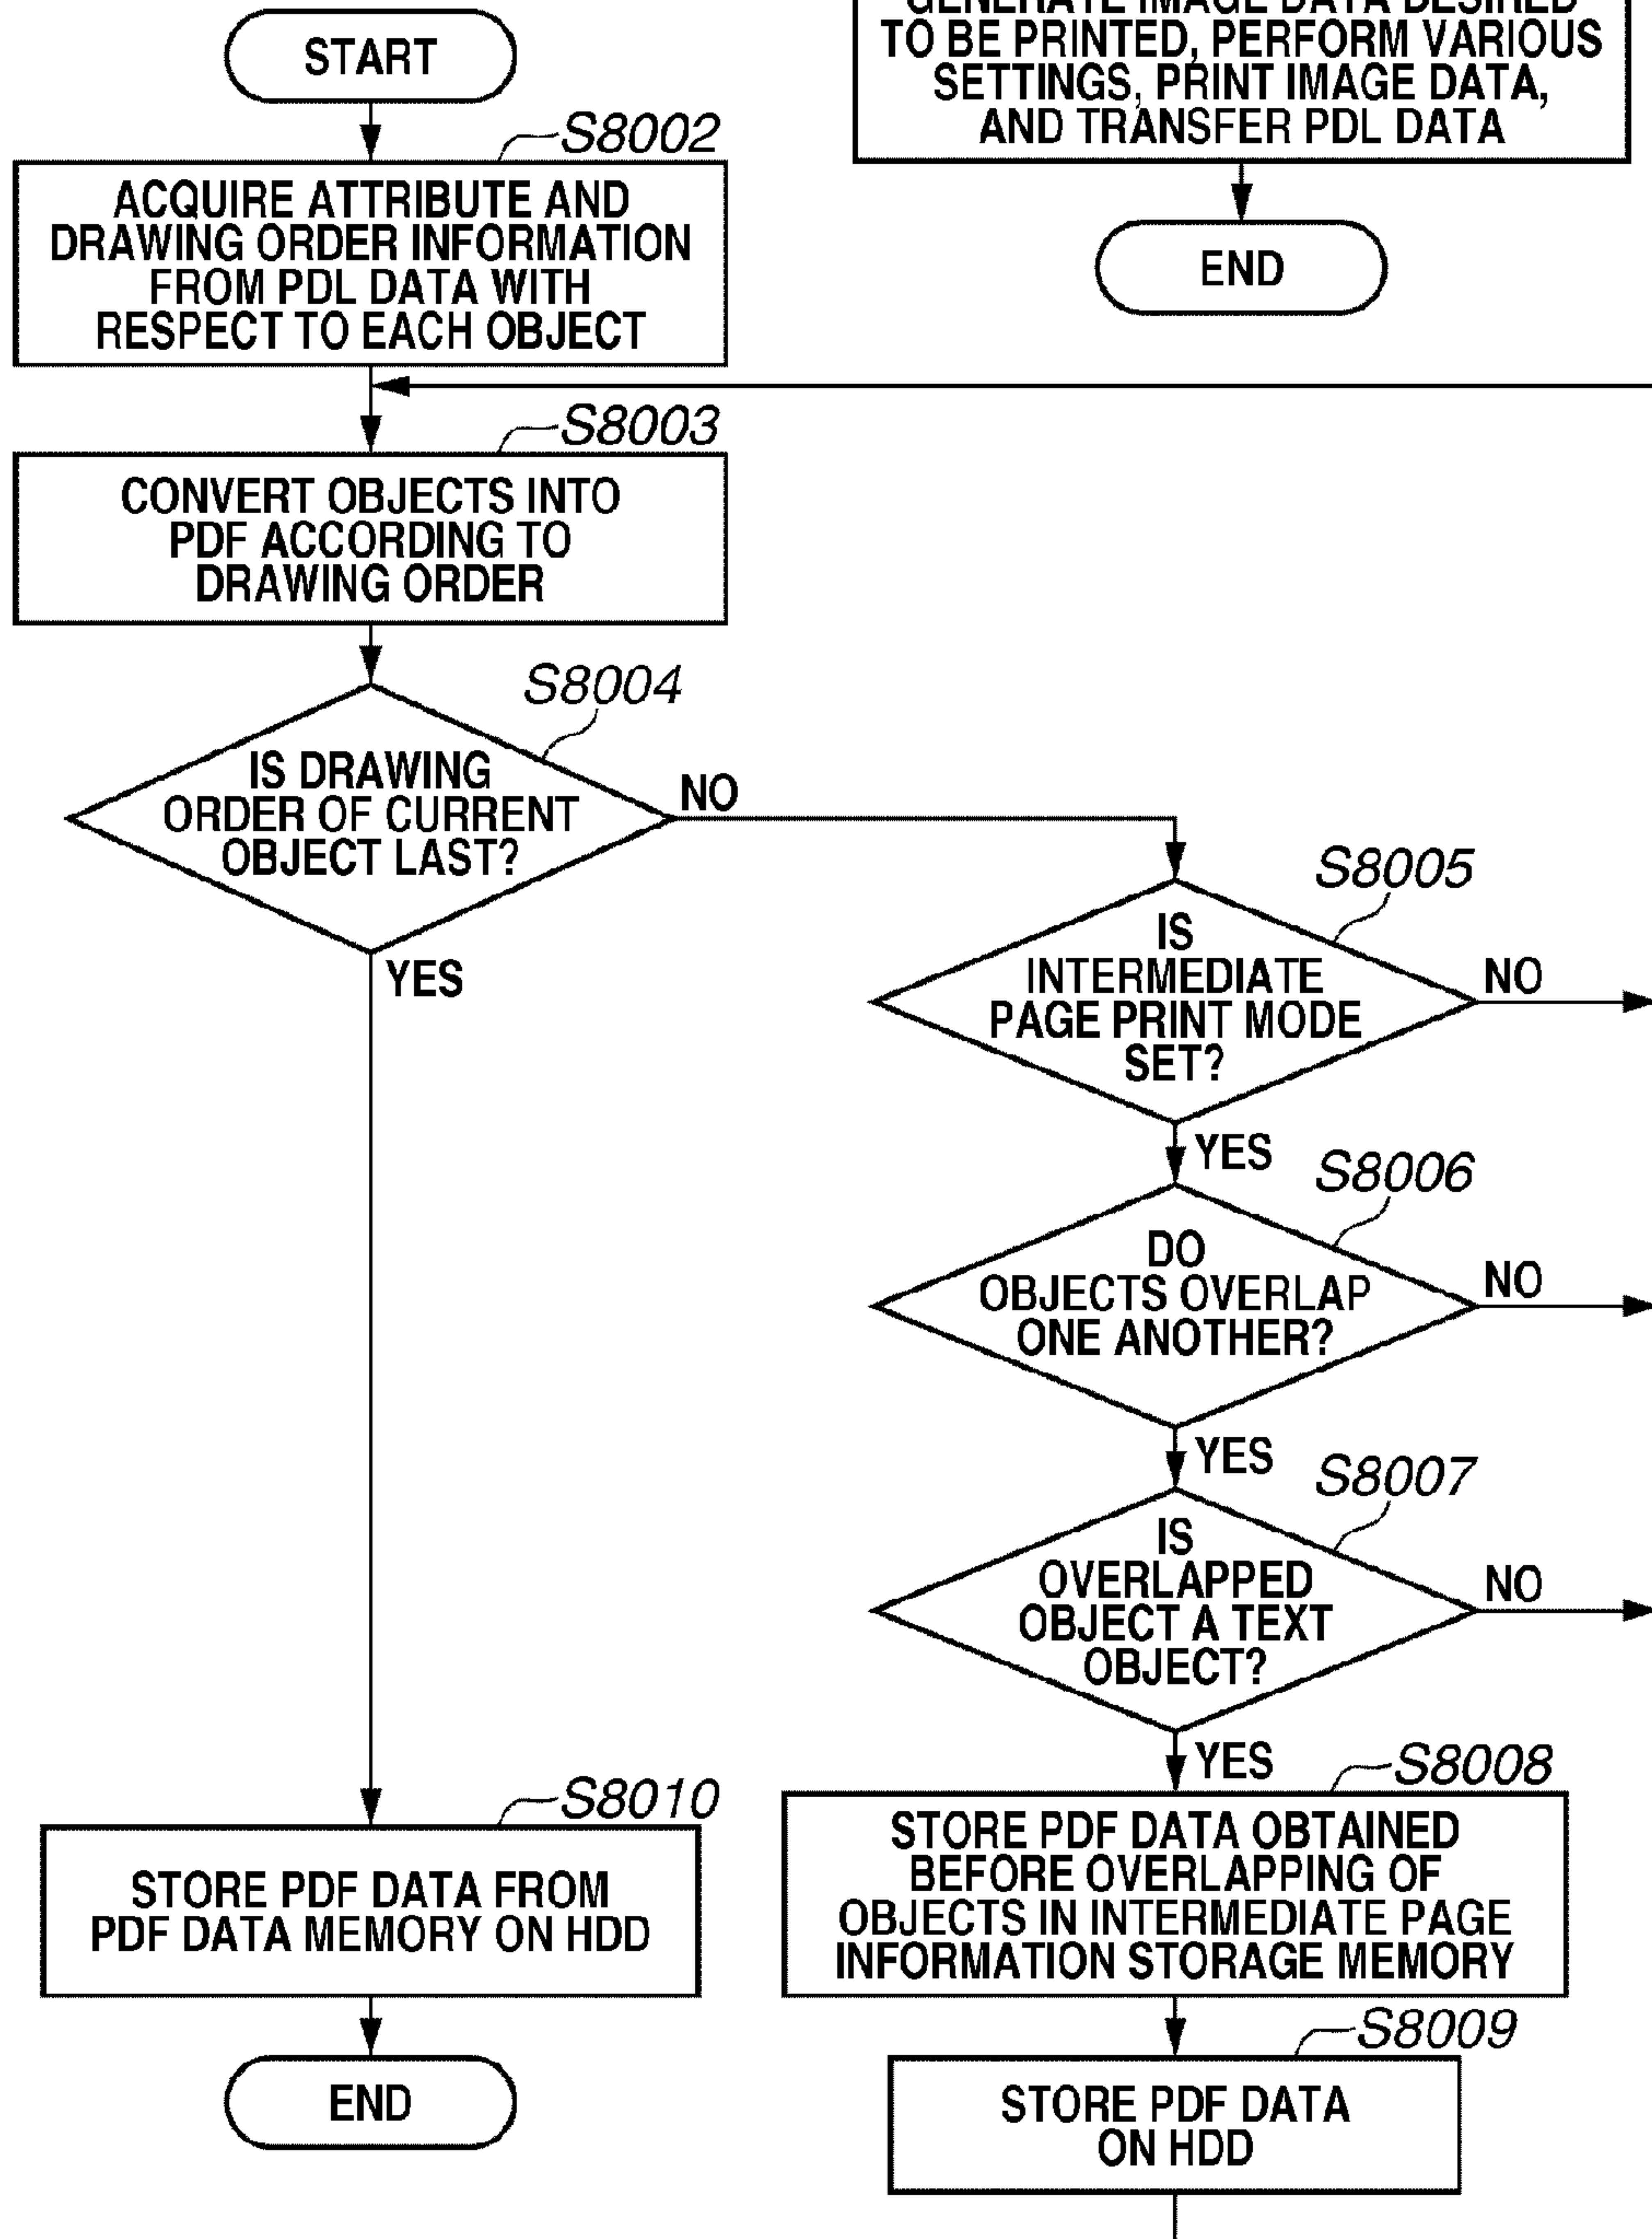 START
S8002
ACQUIRE ATTRIBUTE AND
DRAWING ORDER INFORMATION
FROM PDL DATA WITH
RESPECT TO EACH OBJECT
S8003
CONVERT OBJECTS INTO
PDF ACCORDING TO
DRAWING ORDER
S8004
IS DRAWING
ORDER OF CURRENT
OBJECT LAST?
NO
YES
S8010
STORE PDF DATA FROM
PDF DATA MEMORY ON HDD
END
GENERATE IMAGE DATA DESIRED
TO BE PRINTED, PERFORM VARIOUS
SETTINGS, PRINT IMAGE DATA,
AND TRANSFER PDL DATA
END
S8005
IS
INTERMEDIATE
PAGE PRINT MODE
SET?
NO
YES
S8006
DO
OBJECTS OVERLAP
ONE ANOTHER?
NO
YES
S8007
IS
OVERLAPPED
OBJECT A TEXT
OBJECT?
NO
YES
S8008
STORE PDF DATA OBTAINED
BEFORE OVERLAPPING OF
OBJECTS IN INTERMEDIATE PAGE
INFORMATION STORAGE MEMORY
S8009
STORE PDF DATA
ON HDD